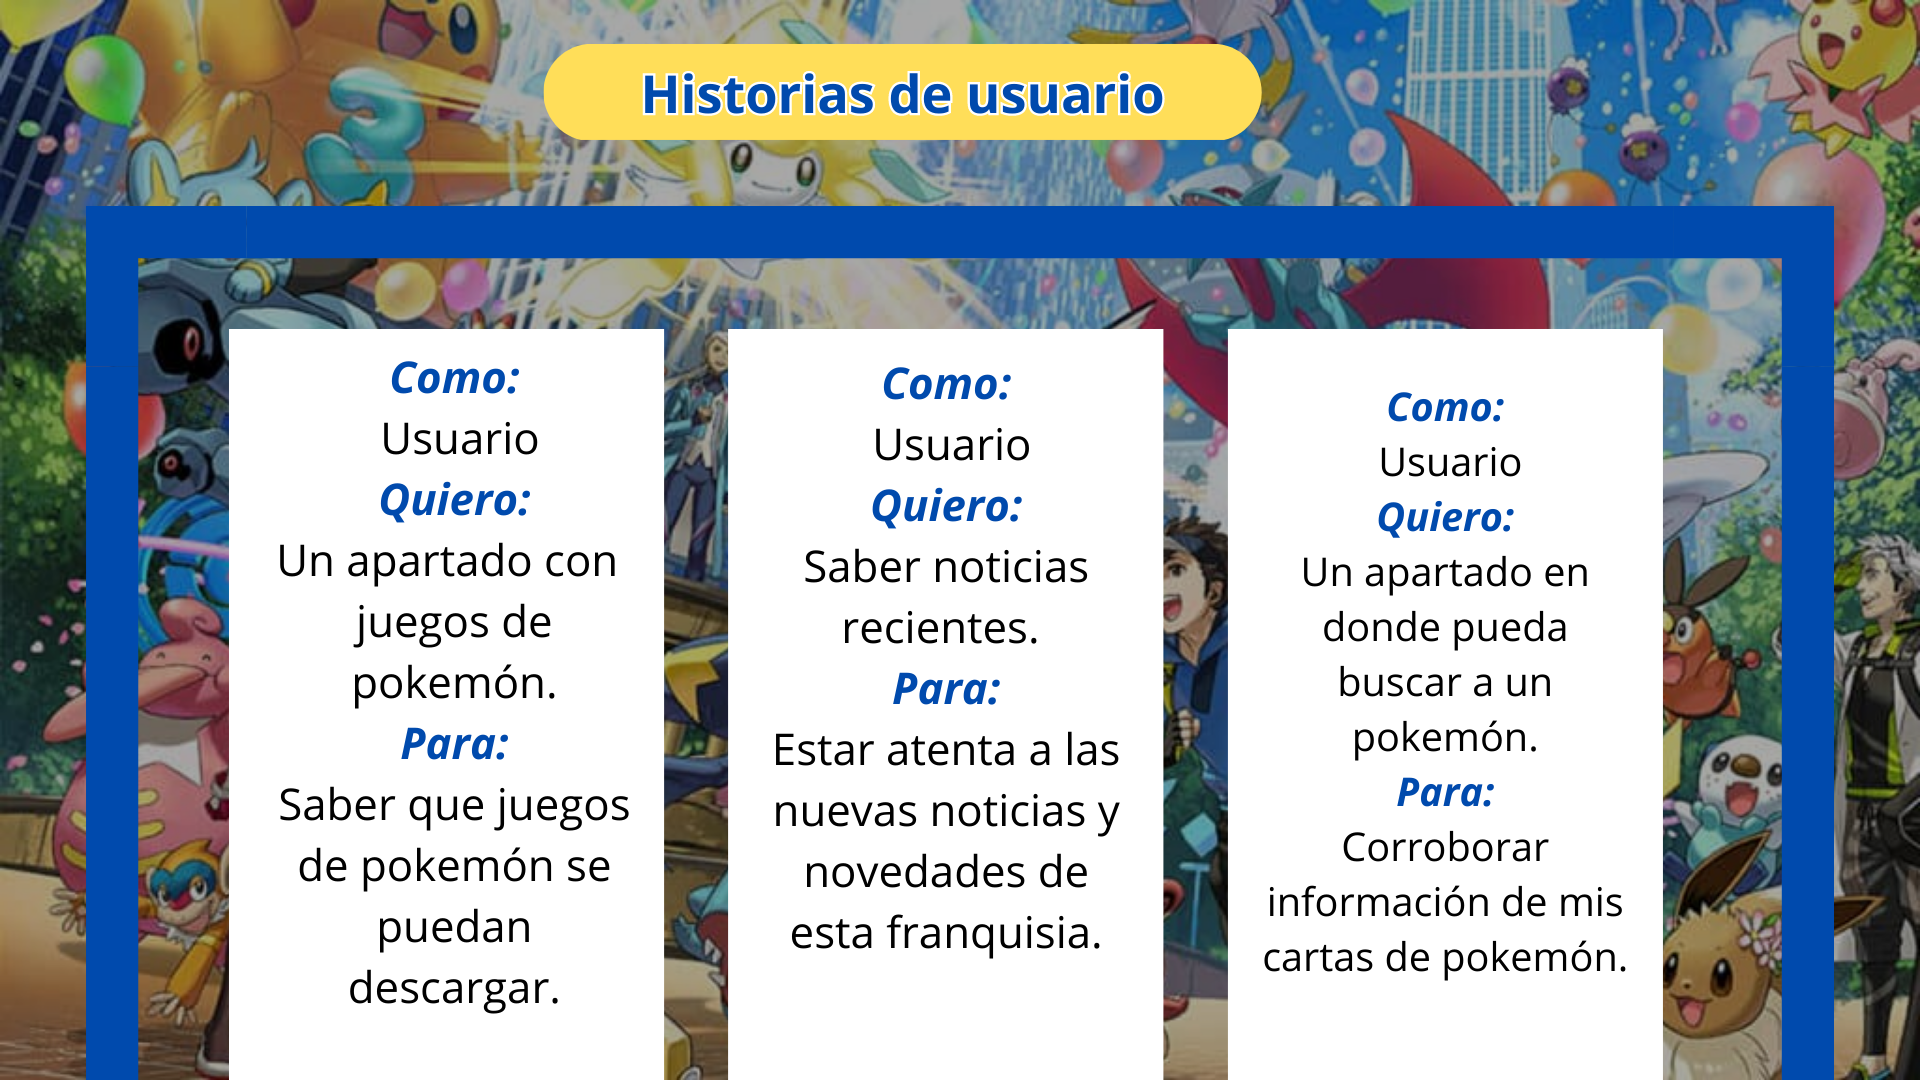 Historias de usuario
Como:
Usuario
Quiero:
Un apartado con
juegos de
pokemón.
Para:
Saber que juegos
de pokemón se
puedan
descargar.
Como:
Usuario
Quiero:
Saber noticias
recientes.
Para:
Estar atenta a las
nuevas noticias y
novedades de
esta franquisia.
Como:
Usuario
Quiero:
Un apartado en
donde pueda
buscar a un
pokemón.
Para:
Corroborar
información de mis
cartas de pokemón.